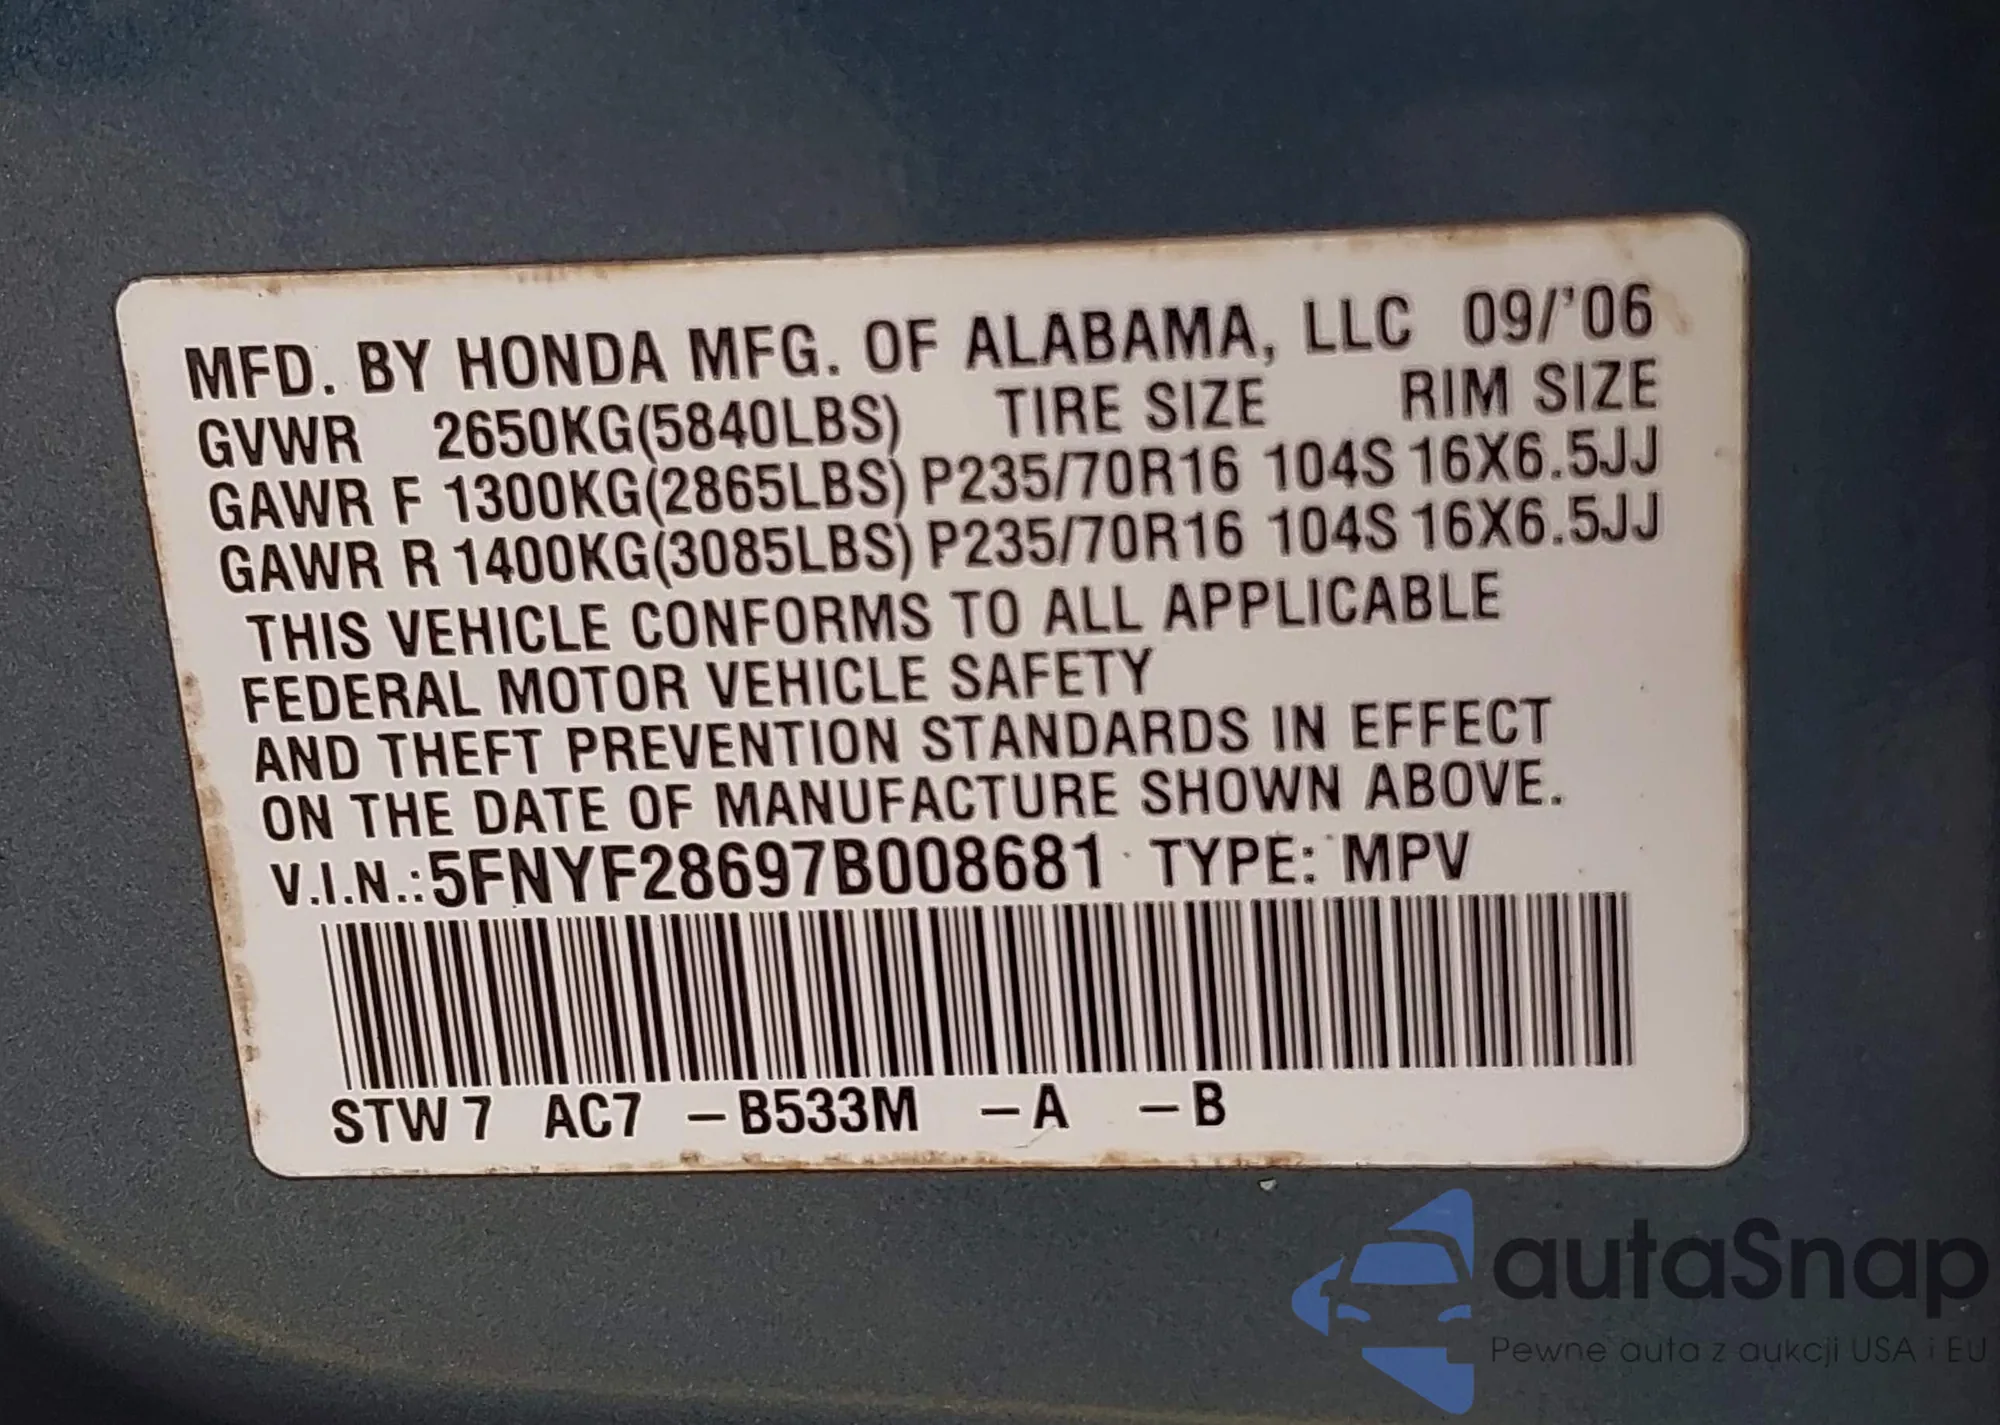 MFD. BY HONDA MFG. OF ALABAMA, LLC 09/'06
GVWR 2650KG(5840LBS) TIRE SIZE RIM SIZE
GAWR F 1300KG(2865LBS) P235/70R16 104S 16X6.5JJ
GAWR R 1400KG(3085LBS) P235/70R16 104S 16X6.5JJ
THIS VEHICLE CONFORMS TO ALL APPLICABLE
FEDERAL MOTOR VEHICLE SAFETY
AND THEFT PREVENTION STANDARDS IN EFFECT
ON THE DATE OF MANUFACTURE SHOWN ABOVE.
V.I.N.:5FNYF28697B008681 TYPE: MPV
STW7 AC7 -B533M -A -B
autaSnap
Pewne auta z aukcji USA i EU